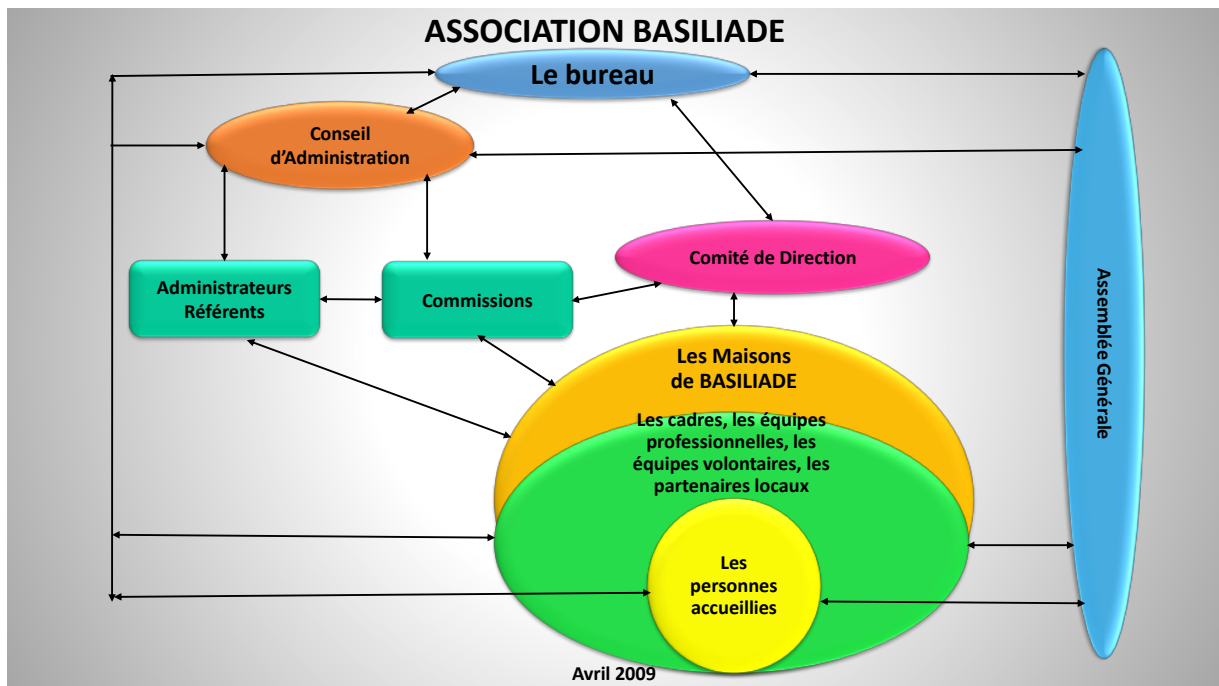 ASSOCIATION BASILIADE
Le bureau
Conseil
d'Administration
Comité de Direction
Administrateurs
Référents
Commissions
Assemblée Générale
Les Maisons
de BASILIADE
Les cadres, les équipes
professionnelles, les
équipes volontaires, les
partenaires locaux
Les
personnes
accueillies
Avril 2009